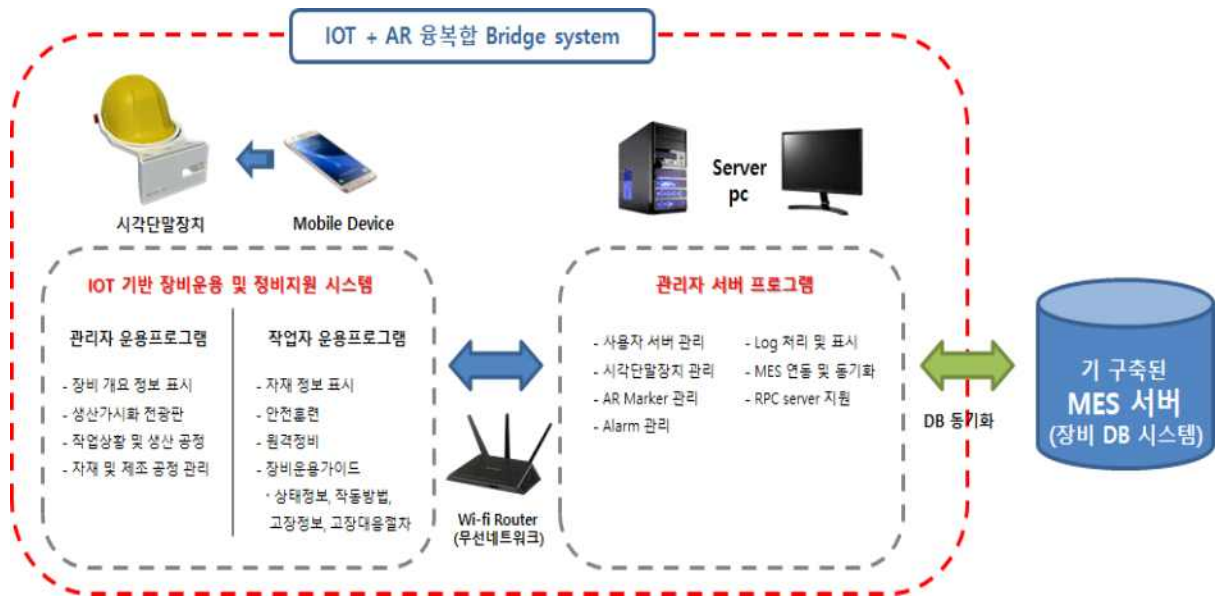 IOT + AR 융복합 Bridge system
시각단말장치
Mobile Device
Server
pc
IOT 기반 장비운용 및 정비지원 시스템
관리자 운용프로그램
- 장비 개요 정보 표시
- 생산가시화 전광판
- 작업상황 및 생산 공정
- 자재 및 제조 공정 관리
작업자 운용프로그램
- 자재 정보 표시
- 안전훈련
- 원격정비
- 장비운용가이드
* 상태정보, 작동방법,
고장정보, 고장대응절차
Wi-fi Router
(무선네트워크)
관리자 서버 프로그램
- 사용자 서버 관리
- 시각단말장치 관리
- AR Marker 관리
- Alarm 관리
- Log 처리 및 표시
- MES 연동 및 동기화
- RPC server 지원
DB 동기화
기 구축된
MES 서버
(장비 DB 시스템)